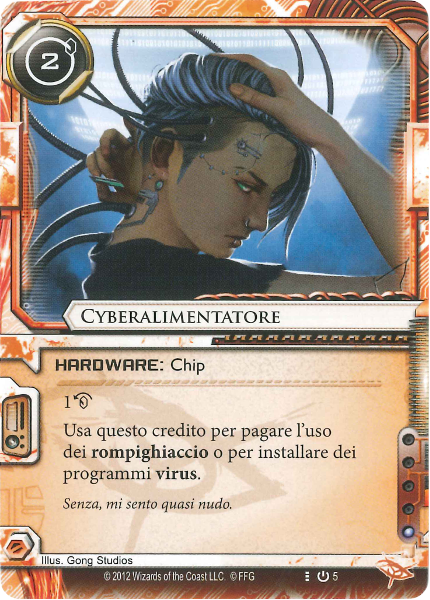 2
CYBERALIMENTATORE
HARDWARE: Chip
1
Usa questo credito per pagare l'uso
dei rompighiaccio o per installare dei
programmi virus.
Senza, mi sento quasi nudo.
Illus. Gong Studios
© 2012 Wizards of the Coast LLC. © FFG
5